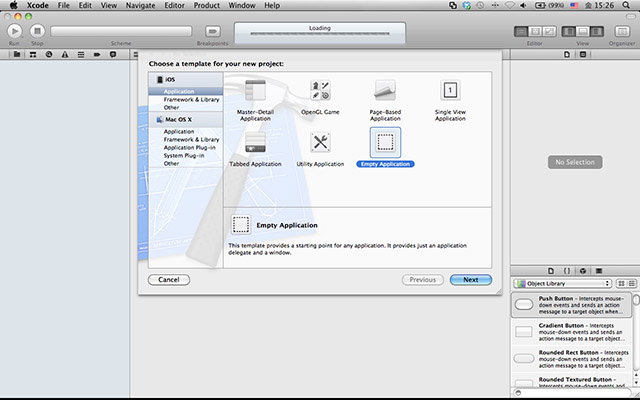 Xcode File Edit View Navigate Editor Product Window Help (99%) 金 15:26
Loading
Run Stop Scheme Breakpoints Editor View Organizer
Choose a template for your new project:
iOS
Application
Framework & Library
Other
Mac OS X
Application
Framework & Library
Application Plug-in
System Plug-in
Other
Master-Detail
Application
OpenGL Game
Page-Based
Application
1
Single View
Application
Tabbed Application
Utility Application
Empty Application
Empty Application
This template provides a starting point for any application. It provides just an application
delegate and a window.
Cancel
Previous
Next
No Selection
Object Library
Push Button – Intercepts mouse-
down events and sends an action
message to a target object when...
Gradient Button – Intercepts
mouse-down events and sends an
action message to a target object...
Rounded Rect Button – Intercepts
mouse-down events and sends an
action message to a target object...
Rounded Textured Button –
Intercepts mouse-down events and